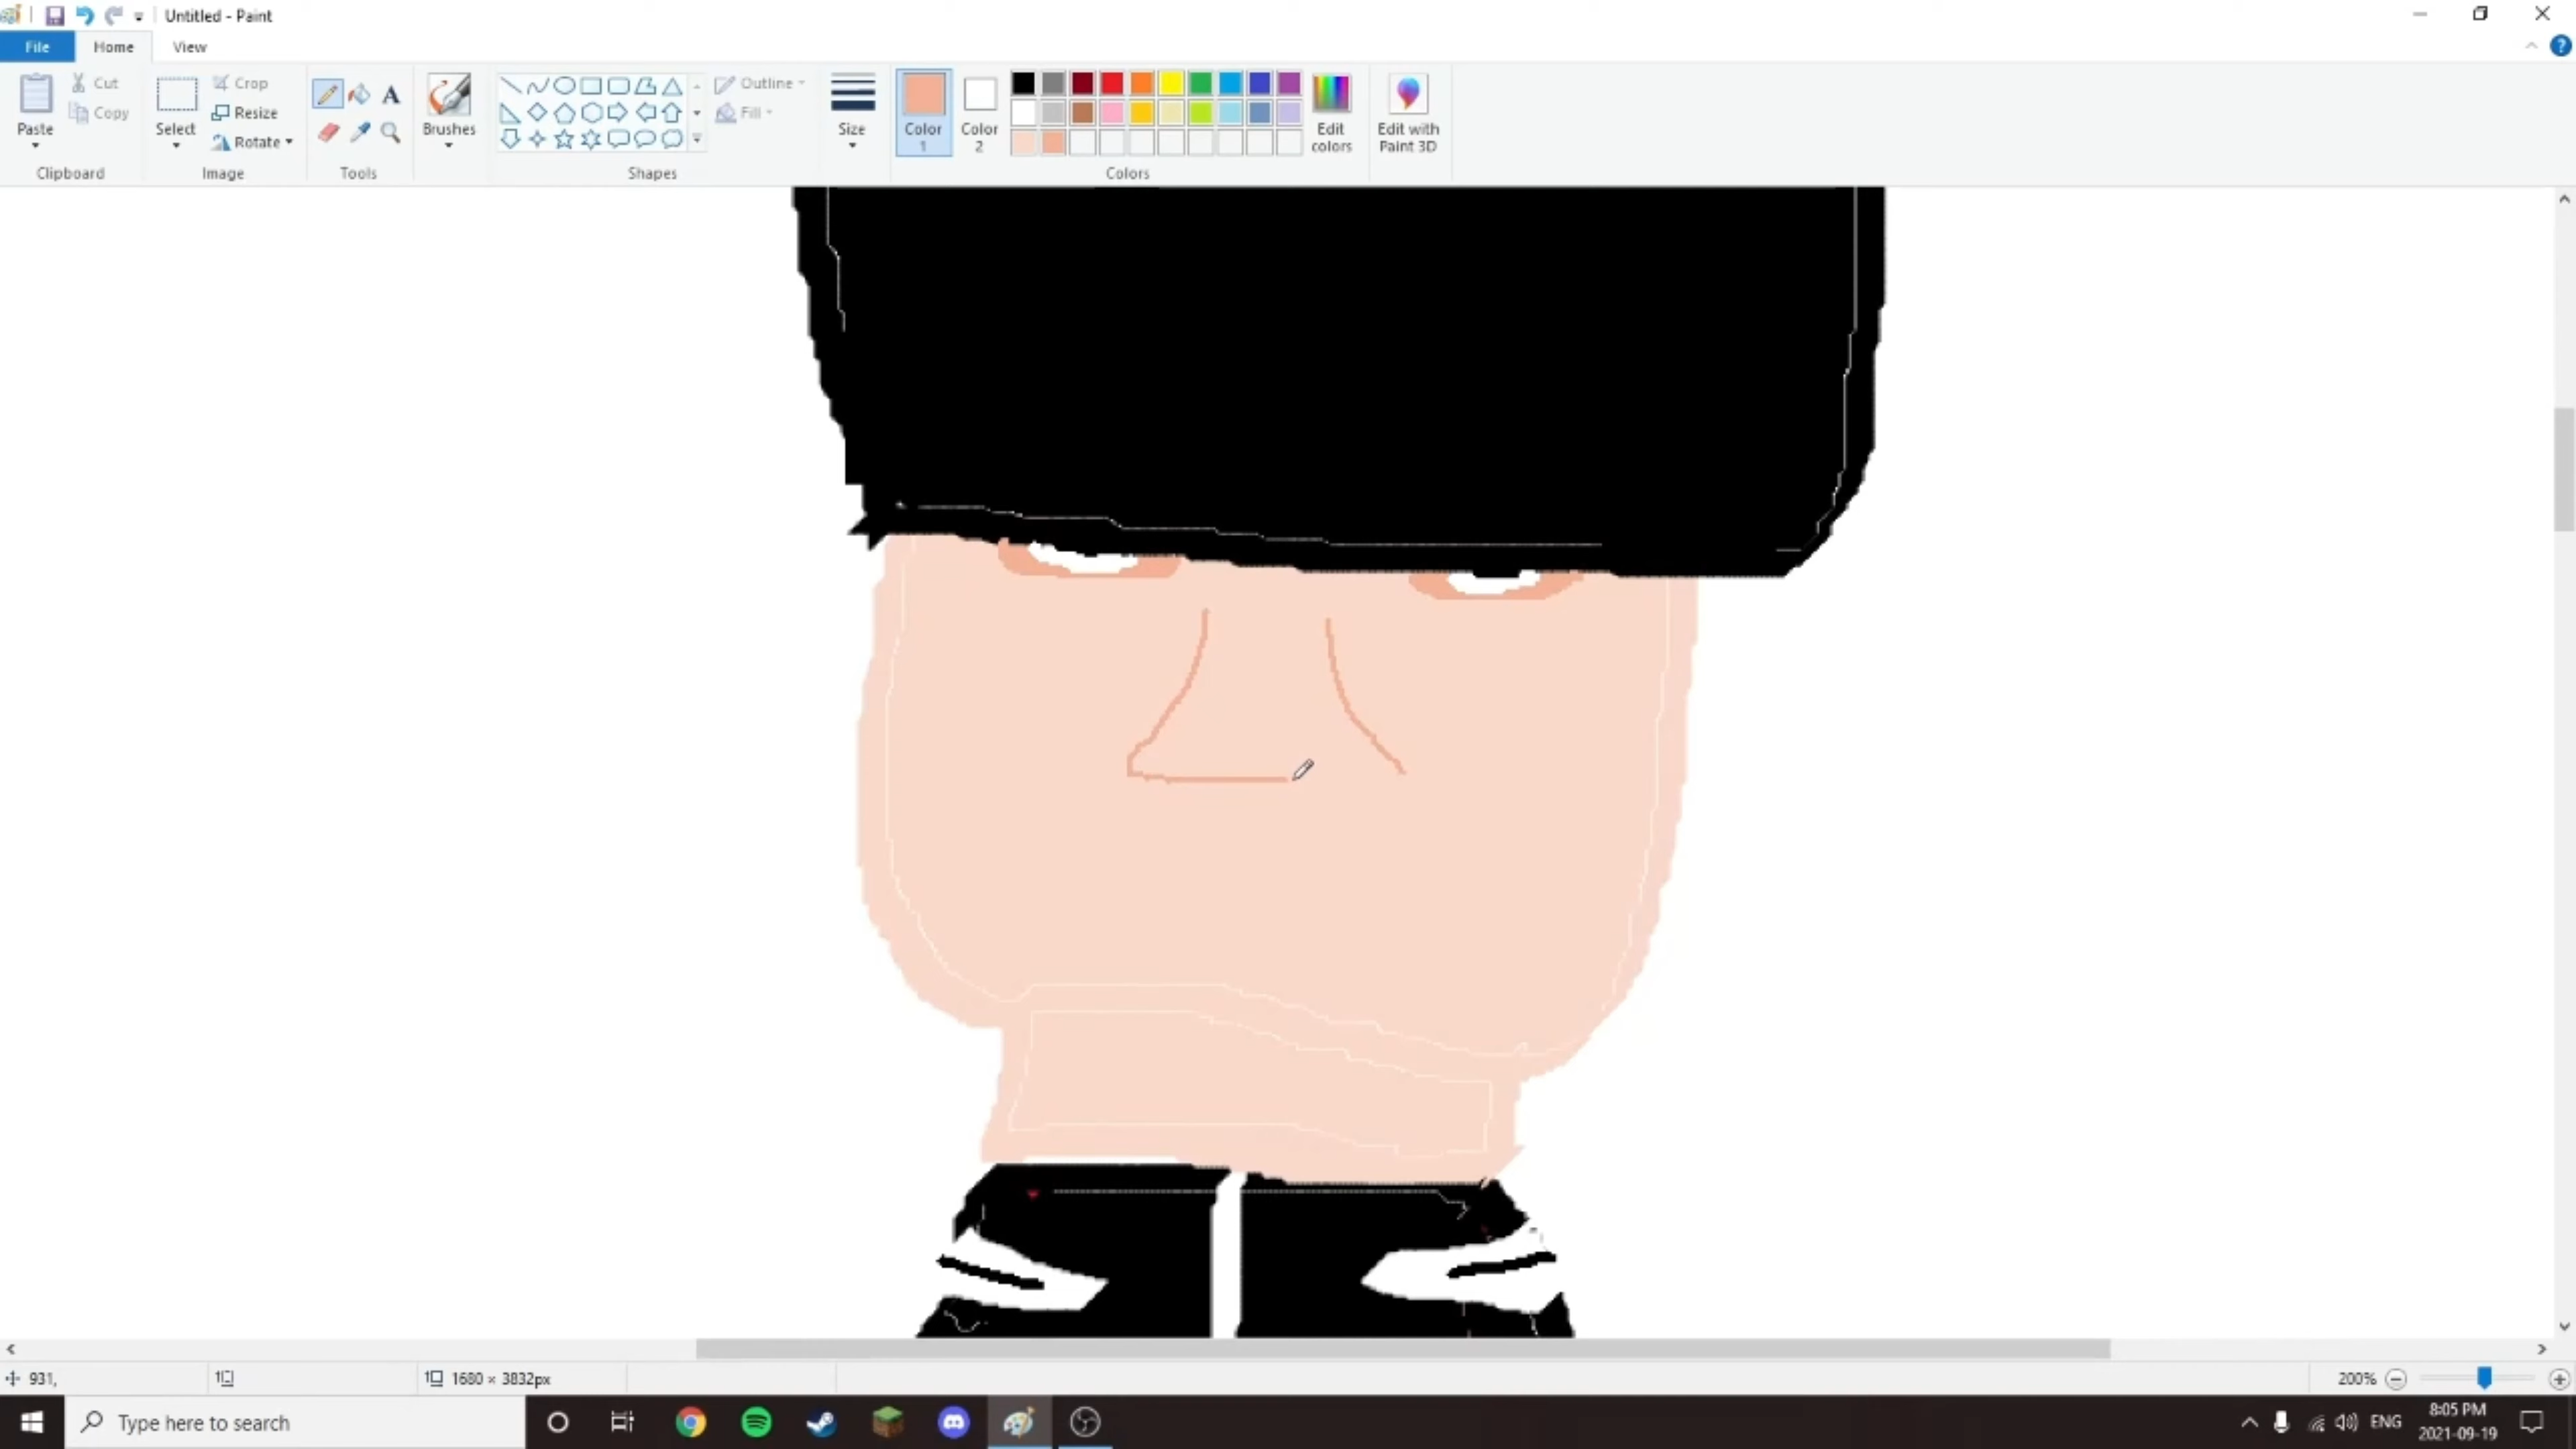 Untitled - Paint
File Home View
Paste
Cut
Copy
Clipboard
Select
Crop
Resize
Rotate
Image
A
Tools
Brushes
Shapes
Outline
Fill
Size
Color 1
Color 2
Edit colors
Colors
Edit with Paint 3D
931,
1680 × 3832px
200%
Type here to search
ENG
8:05 PM
2021-09-19